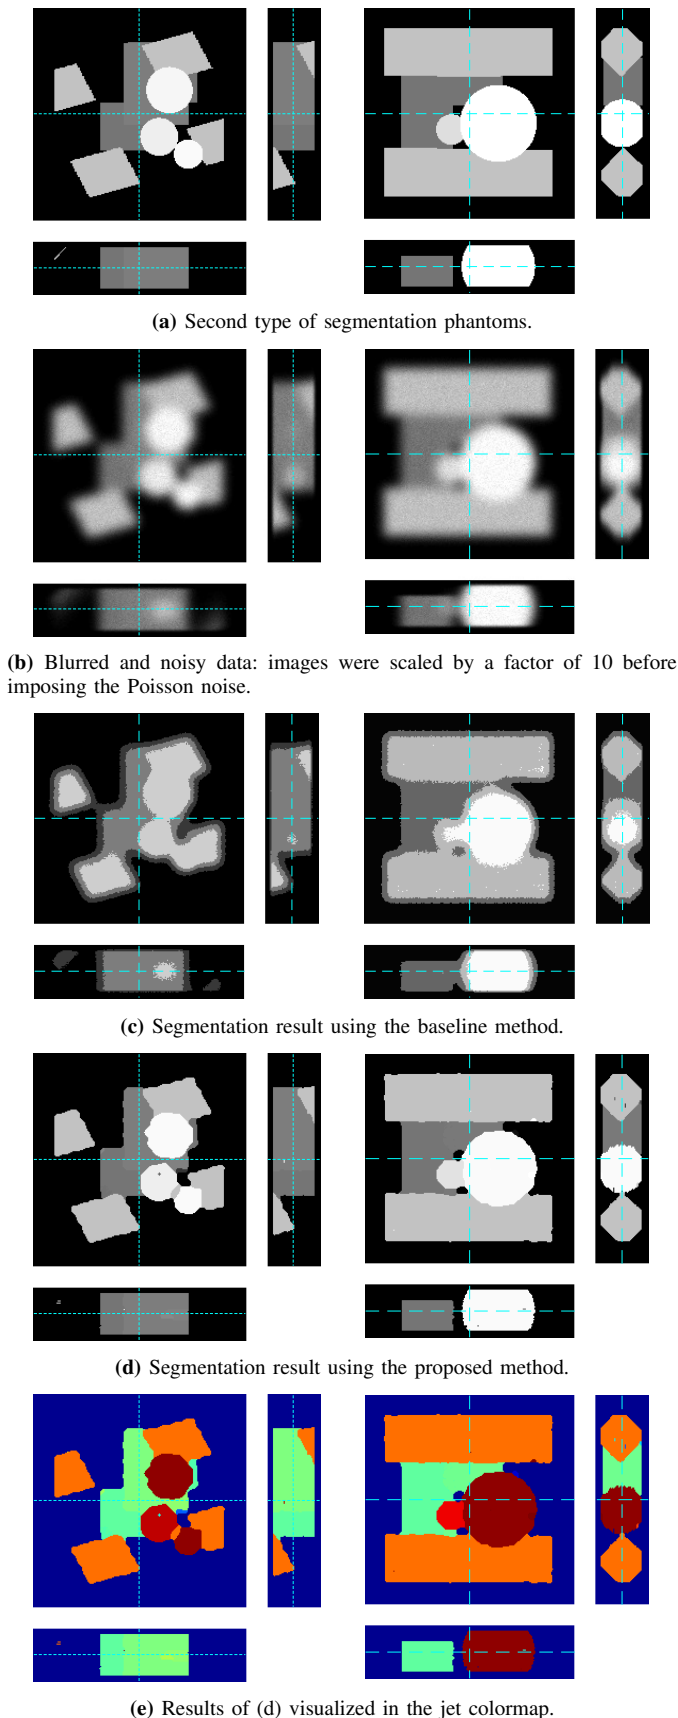 (a) Second type of segmentation phantoms.
(b) Blurred and noisy data: images were scaled by a factor of 10 before
imposing the Poisson noise.
(c) Segmentation result using the baseline method.
(d) Segmentation result using the proposed method.
(e) Results of (d) visualized in the jet colormap.